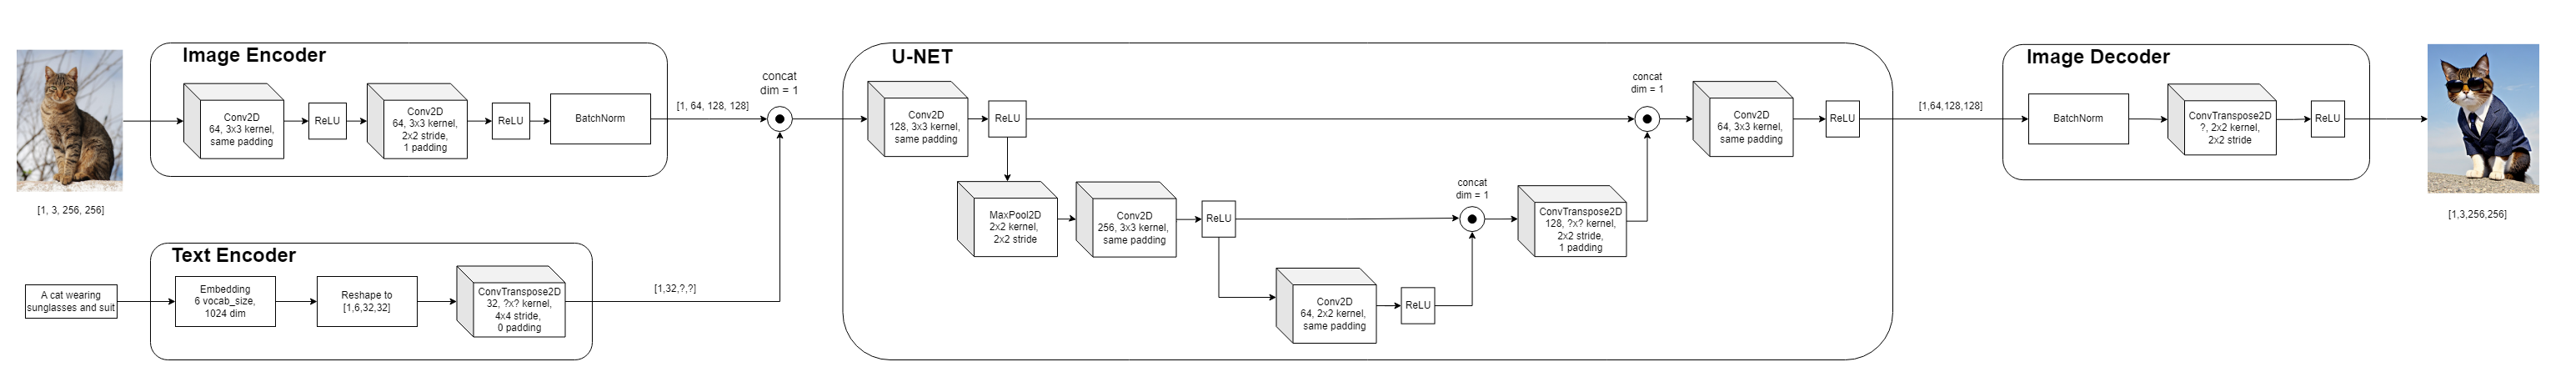 Image Encoder
Conv2D
64, 3x3 kernel,
same padding
ReLU
Conv2D
64, 3x3 kernel,
2x2 stride,
1 padding
ReLU
BatchNorm
[1, 3, 256, 256]
[1, 64, 128, 128]
concat
dim = 1
Text Encoder
A cat wearing
sunglasses and suit
Embedding
6 vocab_size,
1024 dim
Reshape to
[1,6,32,32]
ConvTranspose2D
32, ?x? kernel,
4x4 stride,
0 padding
[1,32,?,?]
U-NET
Conv2D
128, 3x3 kernel,
same padding
ReLU
MaxPool2D
2x2 kernel,
2x2 stride
Conv2D
256, 3x3 kernel,
same padding
ReLU
Conv2D
64, 2x2 kernel,
same padding
ReLU
concat
dim = 1
ConvTranspose2D
128, ?x? kernel,
2x2 stride,
1 padding
concat
dim = 1
Conv2D
64, 3x3 kernel,
same padding
ReLU
[1,64,128,128]
Image Decoder
BatchNorm
ConvTranspose2D
?, 2x2 kernel,
2x2 stride
ReLU
[1,3,256,256]